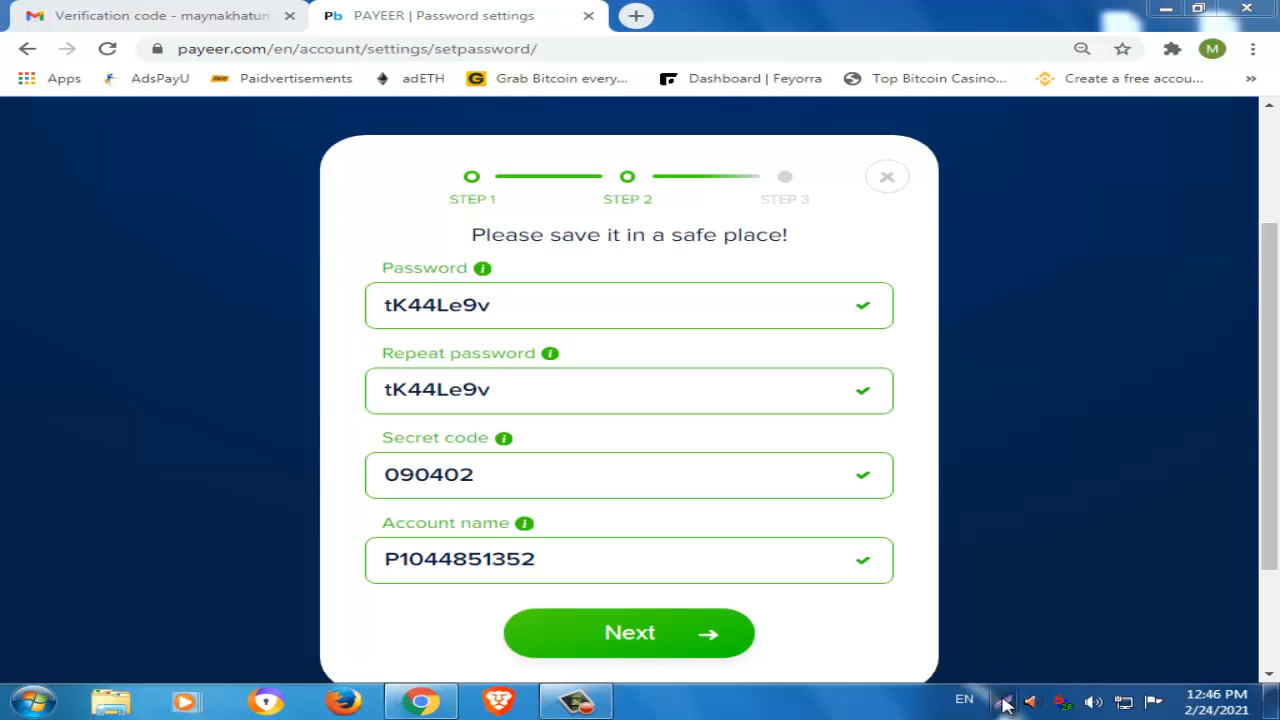 Verification code - maynakhatun
Pb PAYEER | Password settings
payeer.com/en/account/settings/setpassword/
M
Apps AdsPayU Paidvertisements adETH G Grab Bitcoin every... Dashboard | Feyorra Top Bitcoin Casino... Create a free accou... »
STEP 1 STEP 2 STEP 3
Please save it in a safe place!
Password
tK44Le9v
Repeat password
tK44Le9v
Secret code
090402
Account name
P1044851352
Next
EN
12:46 PM
2/24/2021